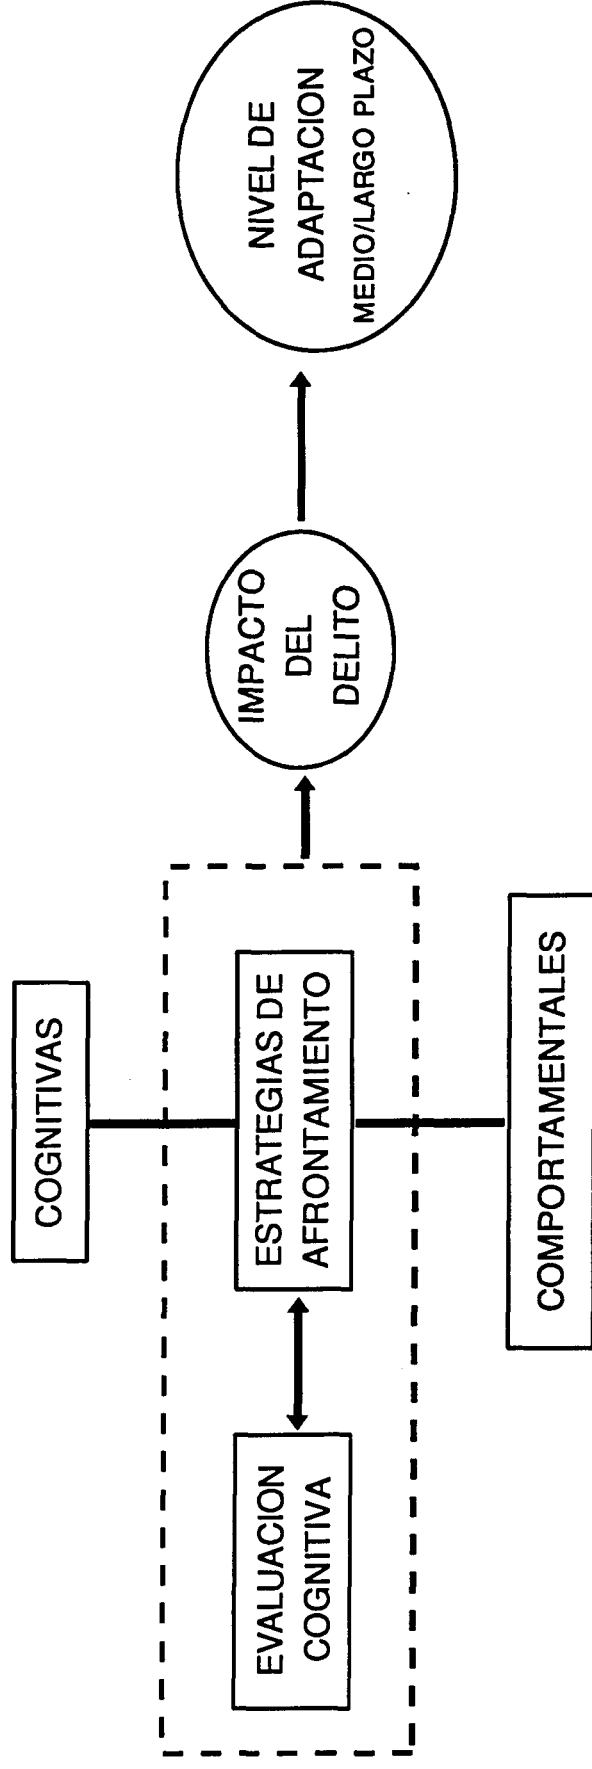 COGNITIVAS
EVALUACION
COGNITIVA
ESTRATEGIAS DE
AFRONTAMIENTO
IMPACTO
DEL
DELITO
NIVEL DE
ADAPTACION
MEDIO/LARGO PLAZO
COMPORTAMENTALES